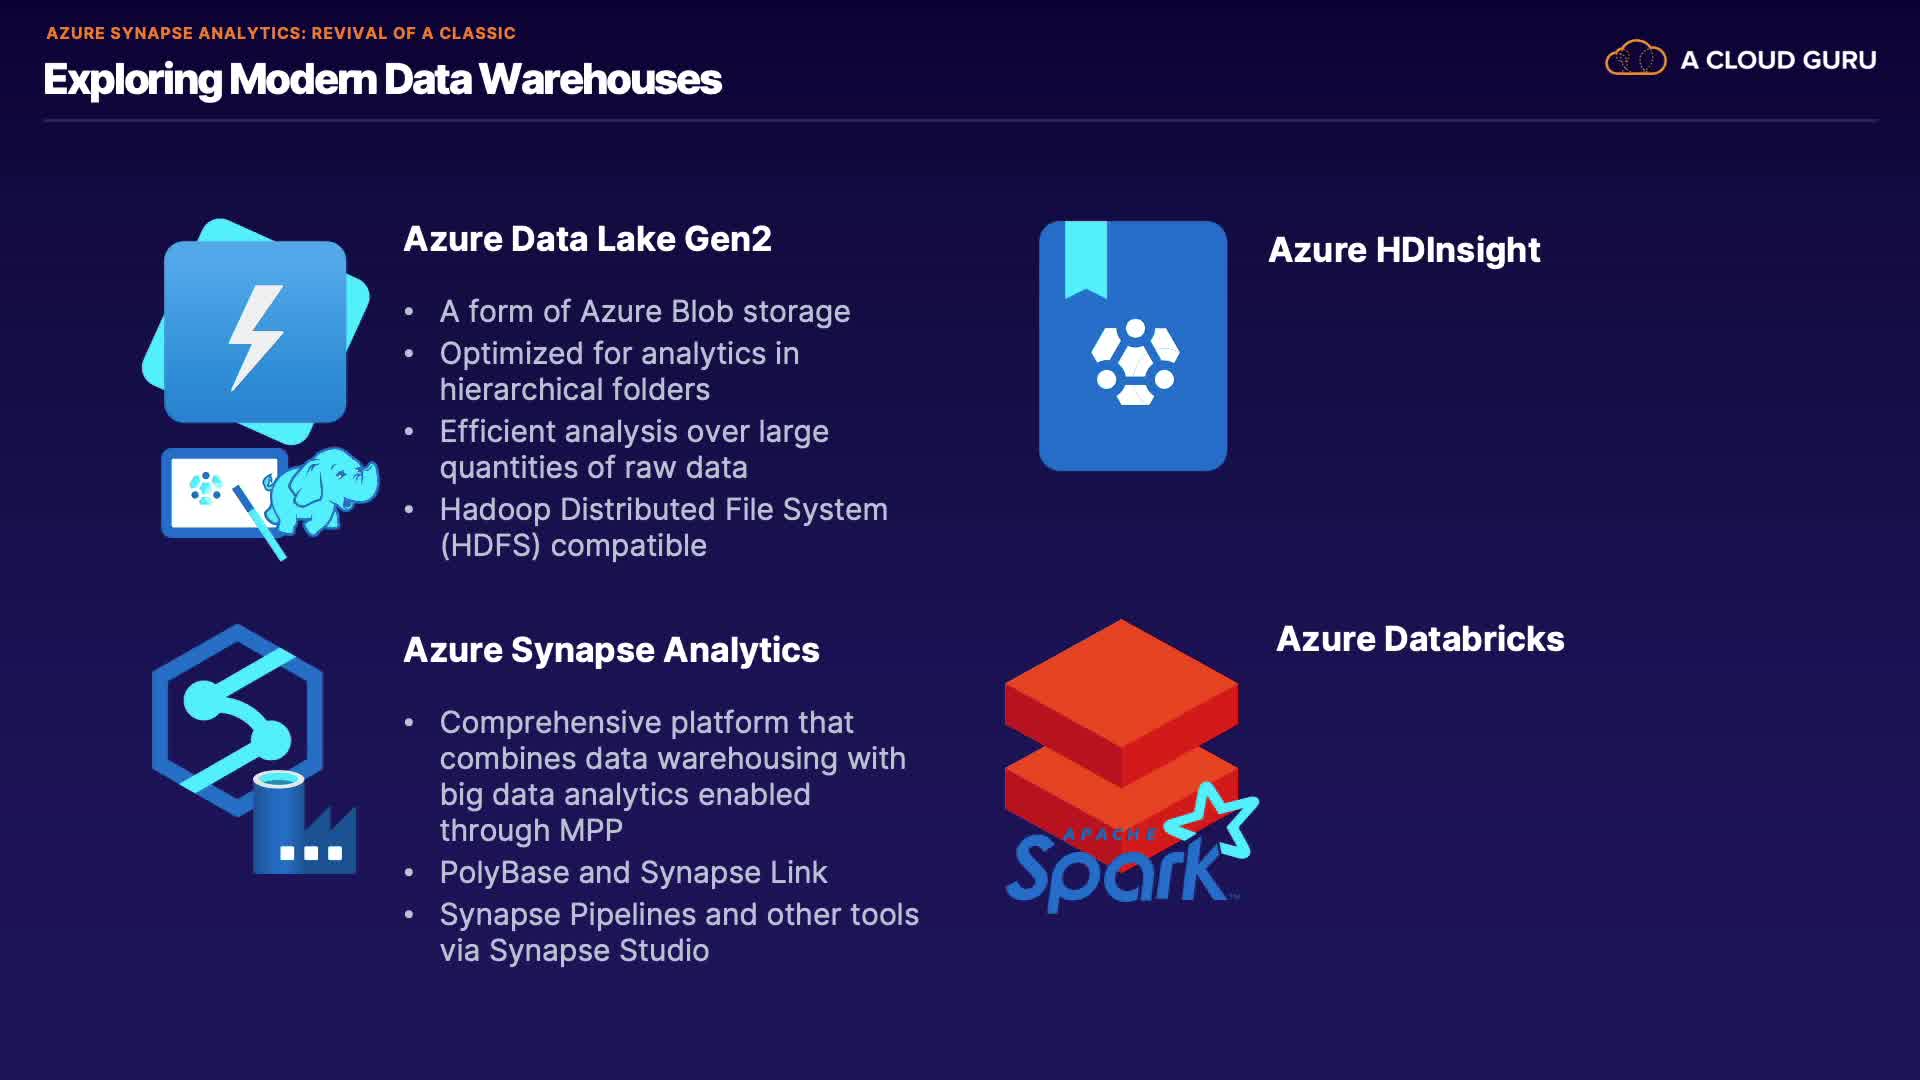 AZURE SYNAPSE ANALYTICS: REVIVAL OF A CLASSIC
Exploring Modern Data Warehouses
A CLOUD GURU
Azure Data Lake Gen2
• A form of Azure Blob storage
• Optimized for analytics in
hierarchical folders
• Efficient analysis over large
quantities of raw data
• Hadoop Distributed File System
(HDFS) compatible
Azure HDInsight
Azure Synapse Analytics
• Comprehensive platform that
combines data warehousing with
big data analytics enabled
through MPP
• PolyBase and Synapse Link
• Synapse Pipelines and other tools
via Synapse Studio
Azure Databricks
APACHE
Spark™